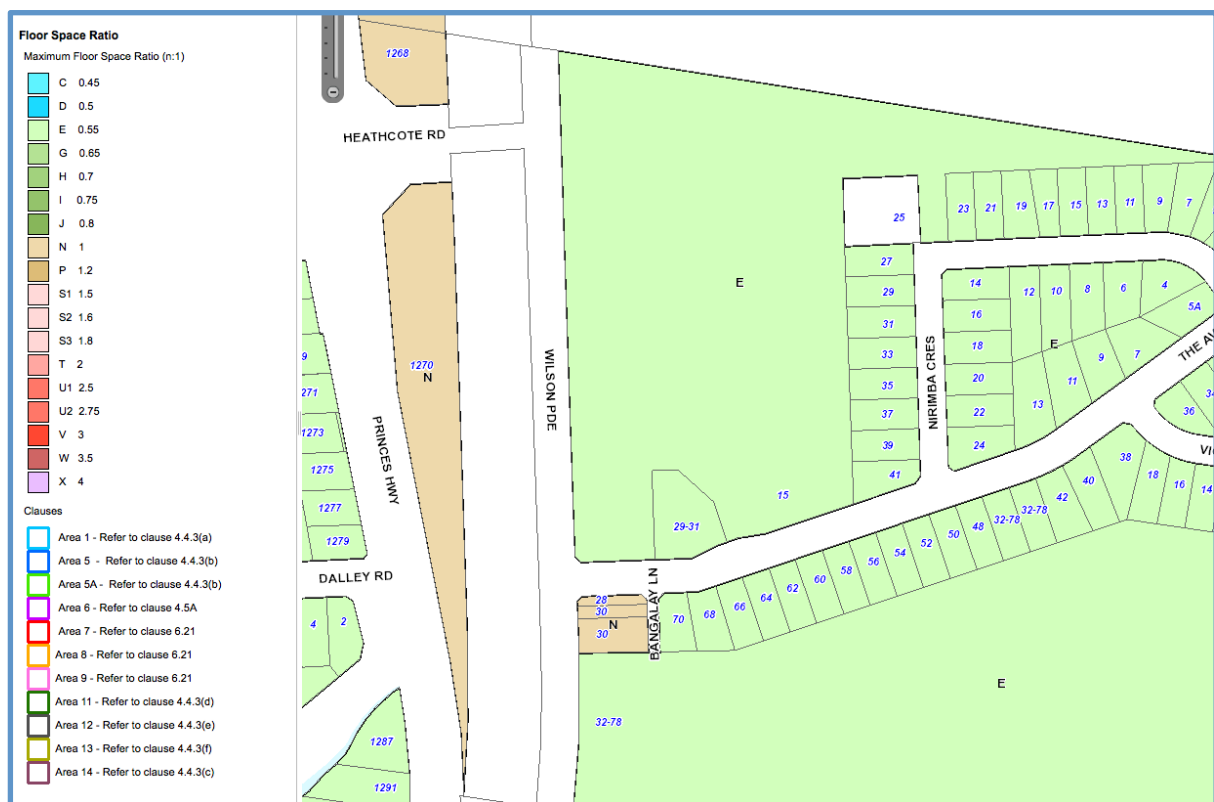 Floor Space Ratio
Maximum Floor Space Ratio (n:1)
C 0.45
D 0.5
E 0.55
G 0.65
H 0.7
I 0.75
J 0.8
N 1
P 1.2
S1 1.5
S2 1.6
S3 1.8
T 2
U1 2.5
U2 2.75
V 3
W 3.5
X 4
Clauses
Area 1 - Refer to clause 4.4.3(a)
Area 5 - Refer to clause 4.4.3(b)
Area 5A - Refer to clause 4.4.3(b)
Area 6 - Refer to clause 4.5A
Area 7 - Refer to clause 6.21
Area 8 - Refer to clause 6.21
Area 9 - Refer to clause 6.21
Area 11 - Refer to clause 4.4.3(d)
Area 12 - Refer to clause 4.4.3(e)
Area 13 - Refer to clause 4.4.3(f)
Area 14 - Refer to clause 4.4.3(c)
1268
HEATHCOTE RD
1270
N
WILSON PDE
PRINCES HWY
9
1271
1273
1275
1277
1279
DALLEY RD
4
2
1287
1291
E
25
23
21
19
17
15
13
11
9
7
27
29
31
33
35
37
39
41
NIRIMBA CRES
14
16
18
20
22
24
12
10
8
6
4
5A
E
13
11
9
7
THE AV
34
36
VI
15
29-31
28
30
N
30
BANGALAY LN
70
68
66
64
62
60
58
56
54
52
50
48
32-78
32-78
42
40
38
18
16
14
E
32-78